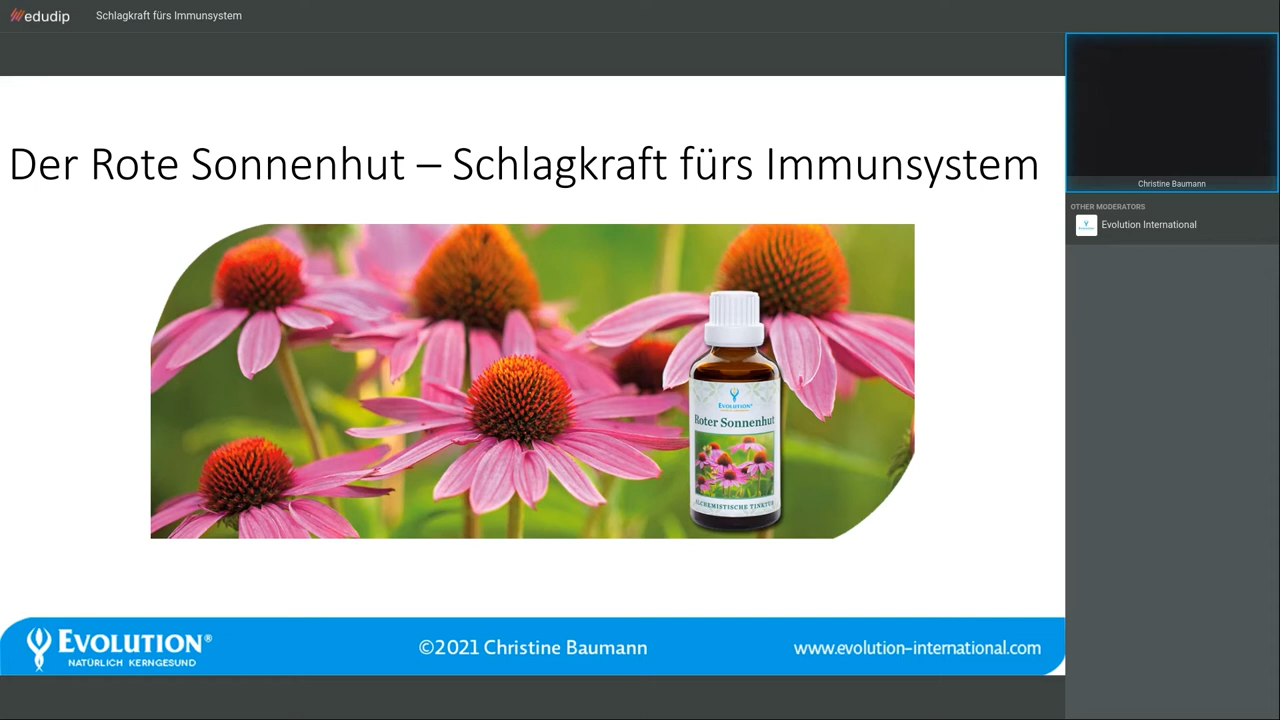 edudip
Schlagkraft fürs Immunsystem
Der Rote Sonnenhut – Schlagkraft fürs Immunsystem
EVOLUTION®
Roter Sonnenhut
ALCHEMISTISCHE TINKTUR
EVOLUTION®
NATÜRLICH KERNGESUND
©2021 Christine Baumann
www.evolution-international.com
Christine Baumann
OTHER MODERATORS
Evolution International